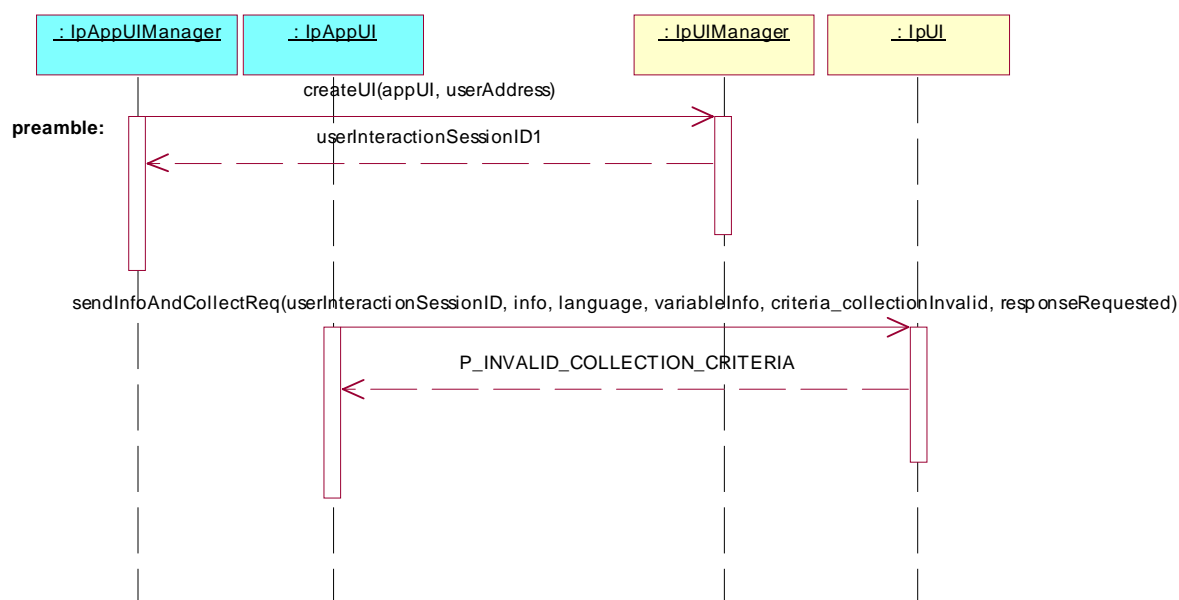 : IpAppUIManager
: IpAppUI
: IpUIManager
: IpUI
createUI(appUI, userAddress)
preamble:
userInteractionSessionID1
sendInfoAndCollectReq(userInteractionSessionID, info, language, variableInfo, criteria_collectionInvalid, responseRequested)
P_INVALID_COLLECTION_CRITERIA